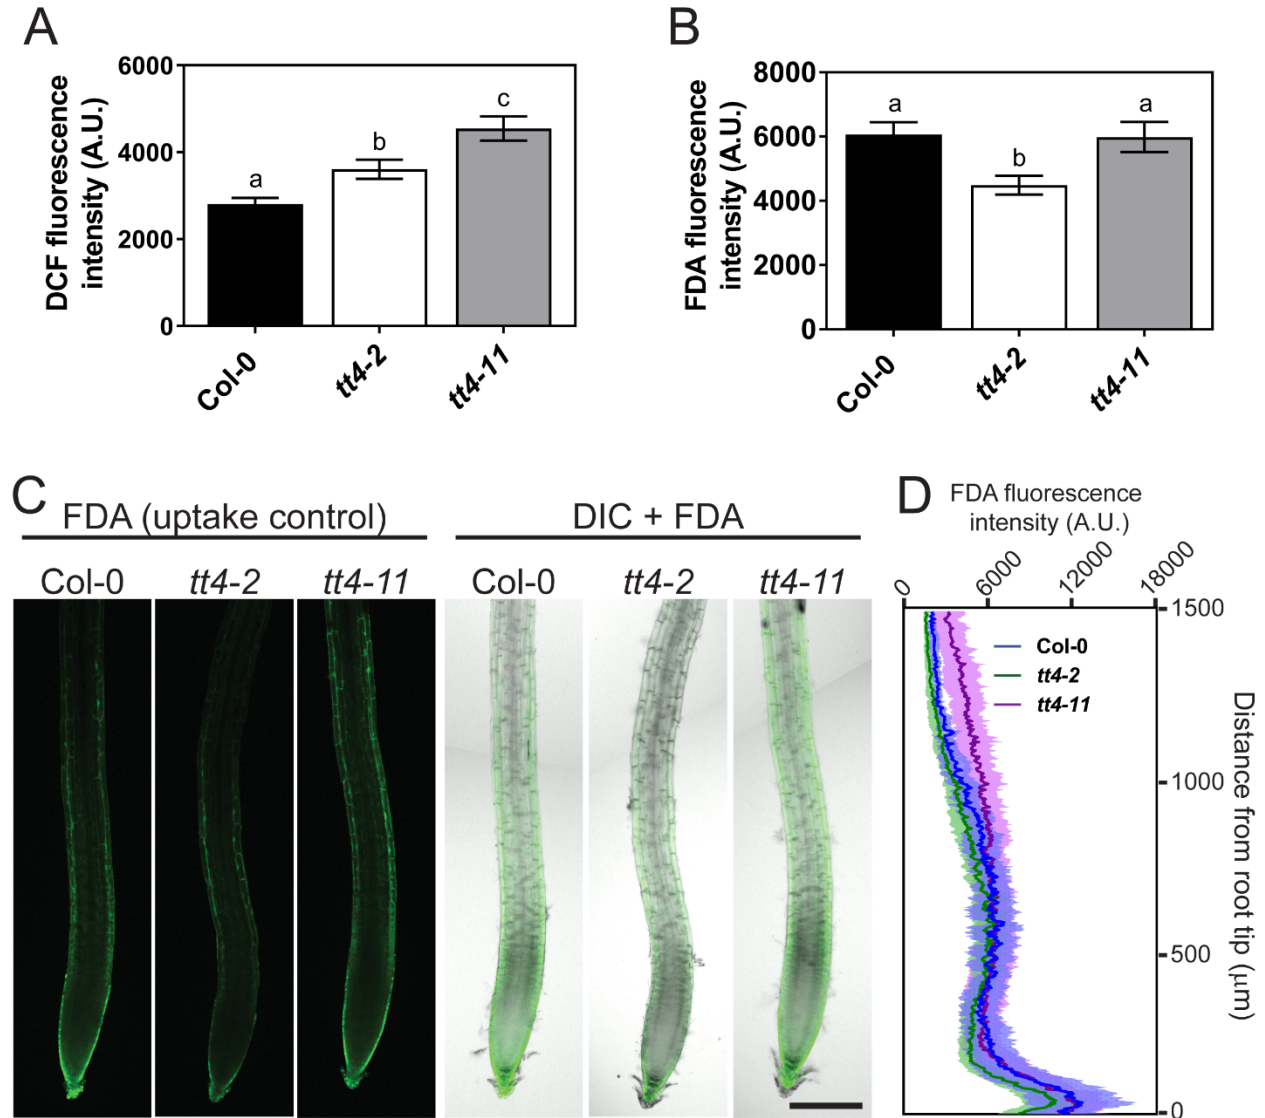 A
DCF fluorescence
intensity (A.U.)
6000
4000
2000
0
a
b
c
Col-0
tt4-2
tt4-11
B
FDA fluorescence
intensity (A.U.)
8000
6000
4000
2000
0
a
b
a
Col-0
tt4-2
tt4-11
C
FDA (uptake control)
DIC + FDA
Col-0
tt4-2
tt4-11
Col-0
tt4-2
tt4-11
D
FDA fluorescence
intensity (A.U.)
0
6000
12000
18000
Col-0
tt4-2
tt4-11
1500
1000
500
0
Distance from root tip (μm)